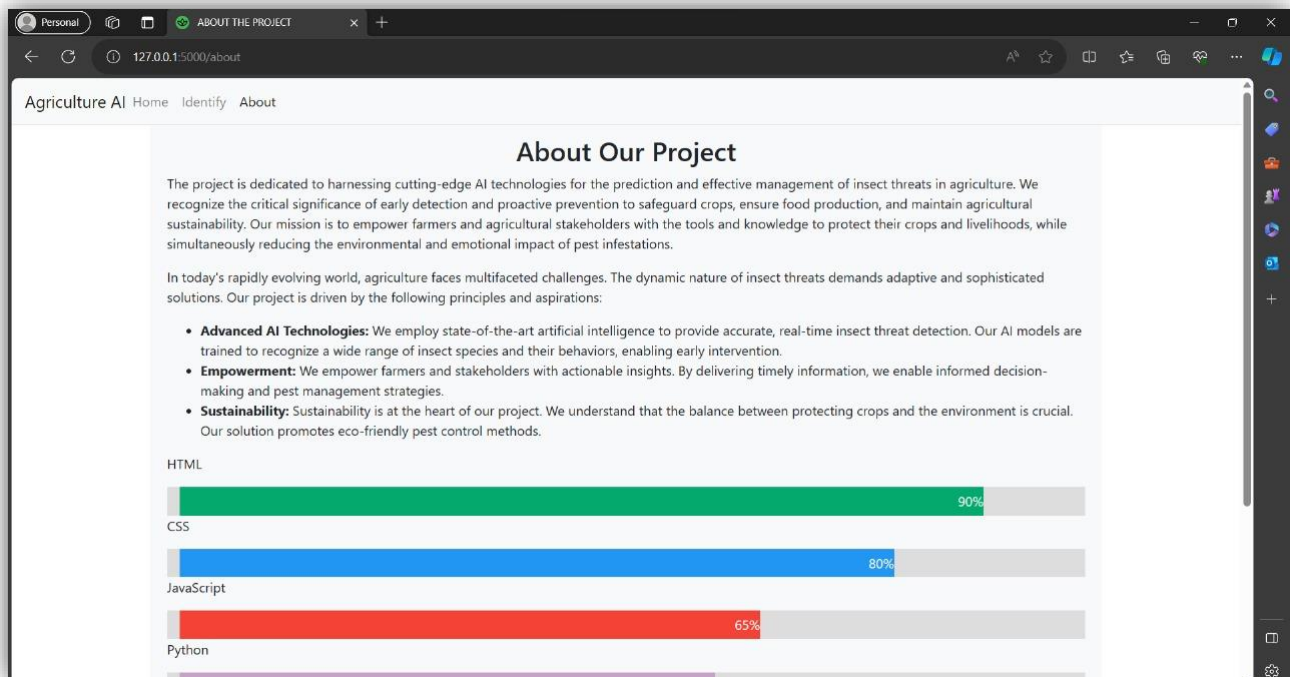 Personal
ABOUT THE PROJECT
127.0.0.1:5000/about
Agriculture AI Home Identify About
About Our Project
The project is dedicated to harnessing cutting-edge AI technologies for the prediction and effective management of insect threats in agriculture. We
recognize the critical significance of early detection and proactive prevention to safeguard crops, ensure food production, and maintain agricultural
sustainability. Our mission is to empower farmers and agricultural stakeholders with the tools and knowledge to protect their crops and livelihoods, while
simultaneously reducing the environmental and emotional impact of pest infestations.
In today's rapidly evolving world, agriculture faces multifaceted challenges. The dynamic nature of insect threats demands adaptive and sophisticated
solutions. Our project is driven by the following principles and aspirations:
• Advanced AI Technologies: We employ state-of-the-art artificial intelligence to provide accurate, real-time insect threat detection. Our AI models are
trained to recognize a wide range of insect species and their behaviors, enabling early intervention.
• Empowerment: We empower farmers and stakeholders with actionable insights. By delivering timely information, we enable informed decision-
making and pest management strategies.
• Sustainability: Sustainability is at the heart of our project. We understand that the balance between protecting crops and the environment is crucial.
Our solution promotes eco-friendly pest control methods.
HTML
90%
CSS
80%
JavaScript
65%
Python